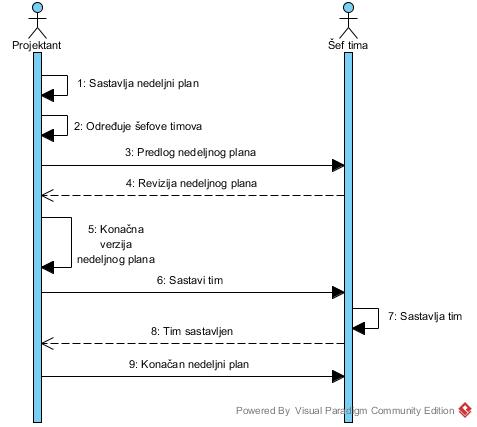 Projektant
Šef tima
1: Sastavlja nedeljni plan
2: Određuje šefove timova
3: Predlog nedeljnog plana
4: Revizija nedeljnog plana
5: Konačna
verzija
nedeljnog plana
6: Sastavi tim
7: Sastavlja tim
8: Tim sastavljen
9: Konačan nedeljni plan
Powered By Visual Paradigm Community Edition